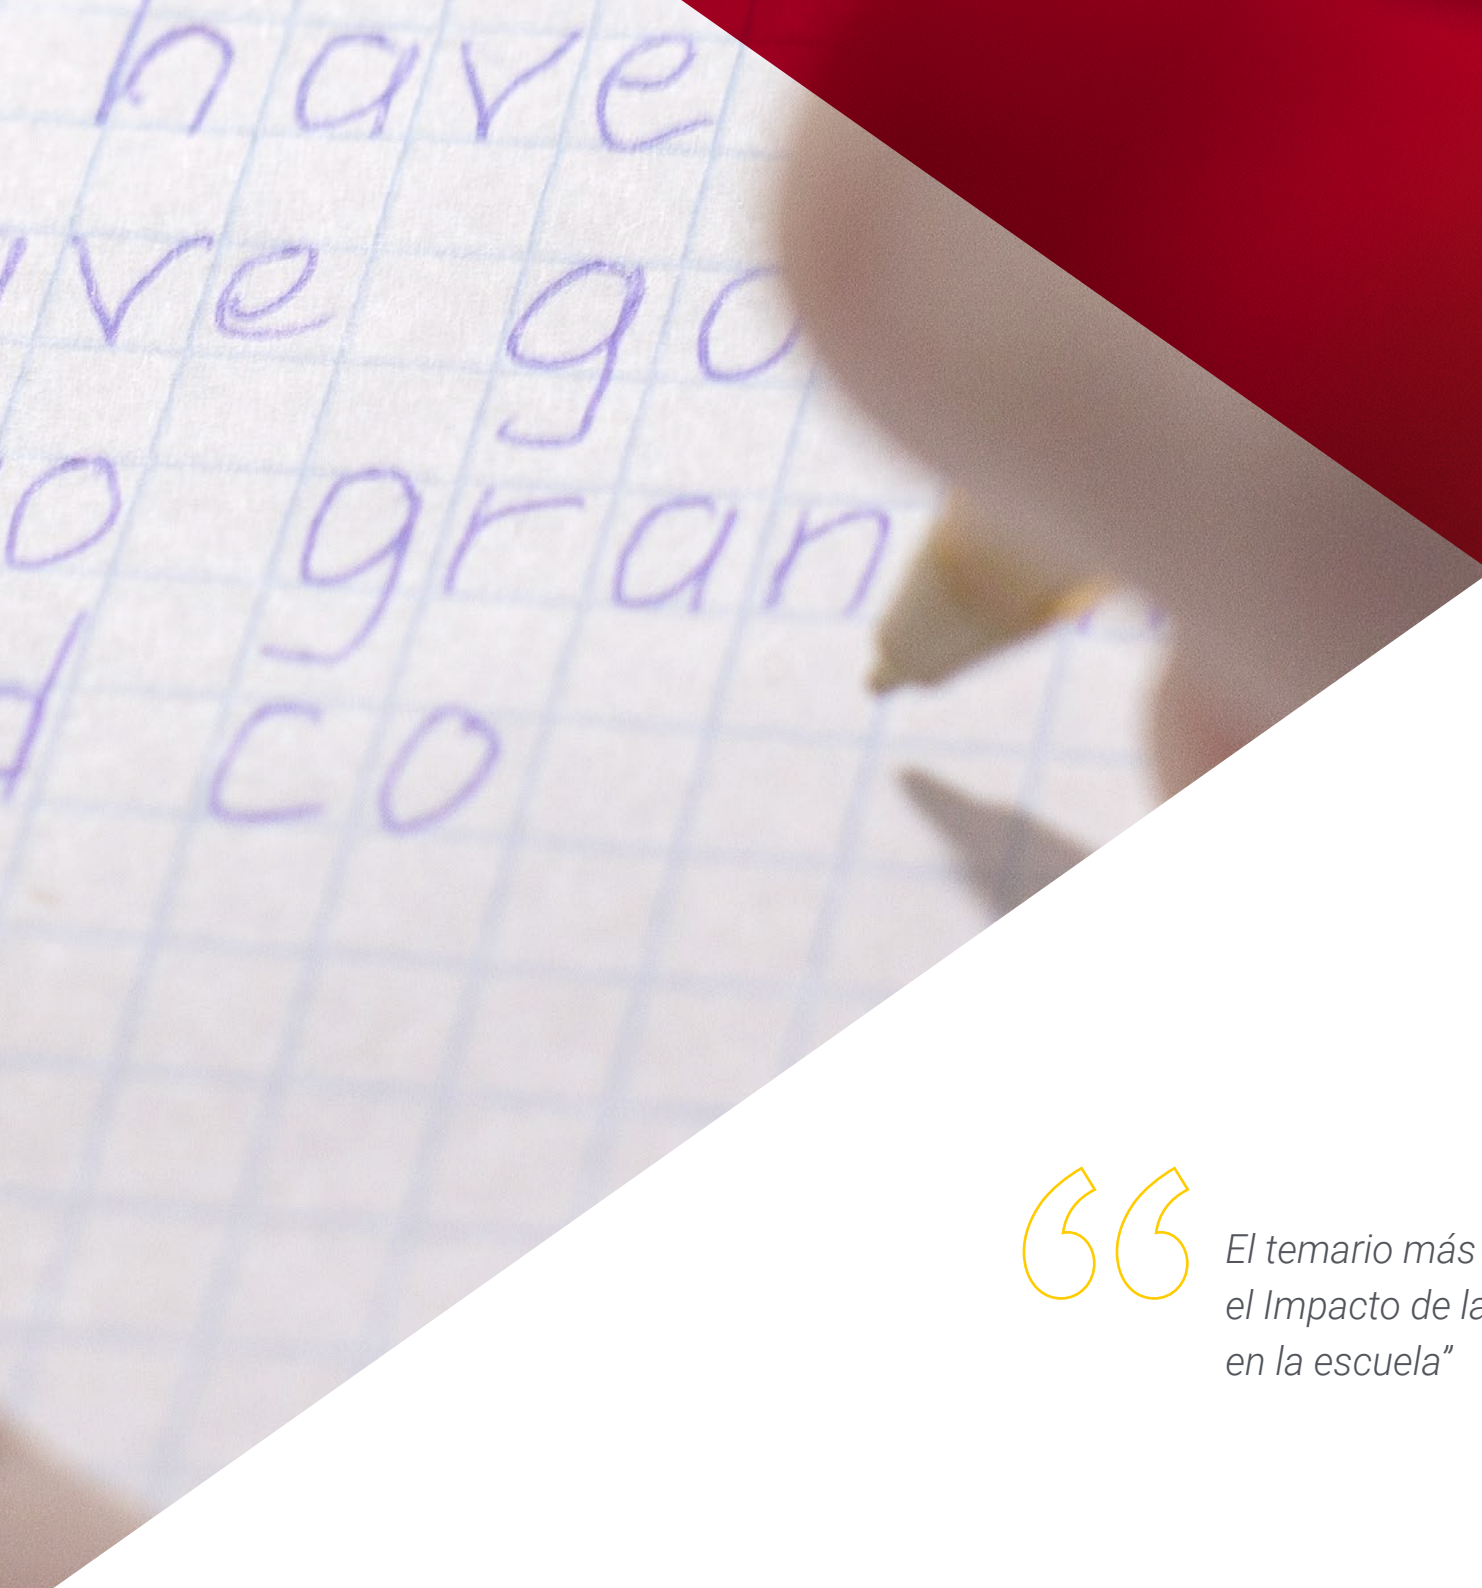 have
ve go
o gran
d co
El temario más
el Impacto de la
en la escuela”